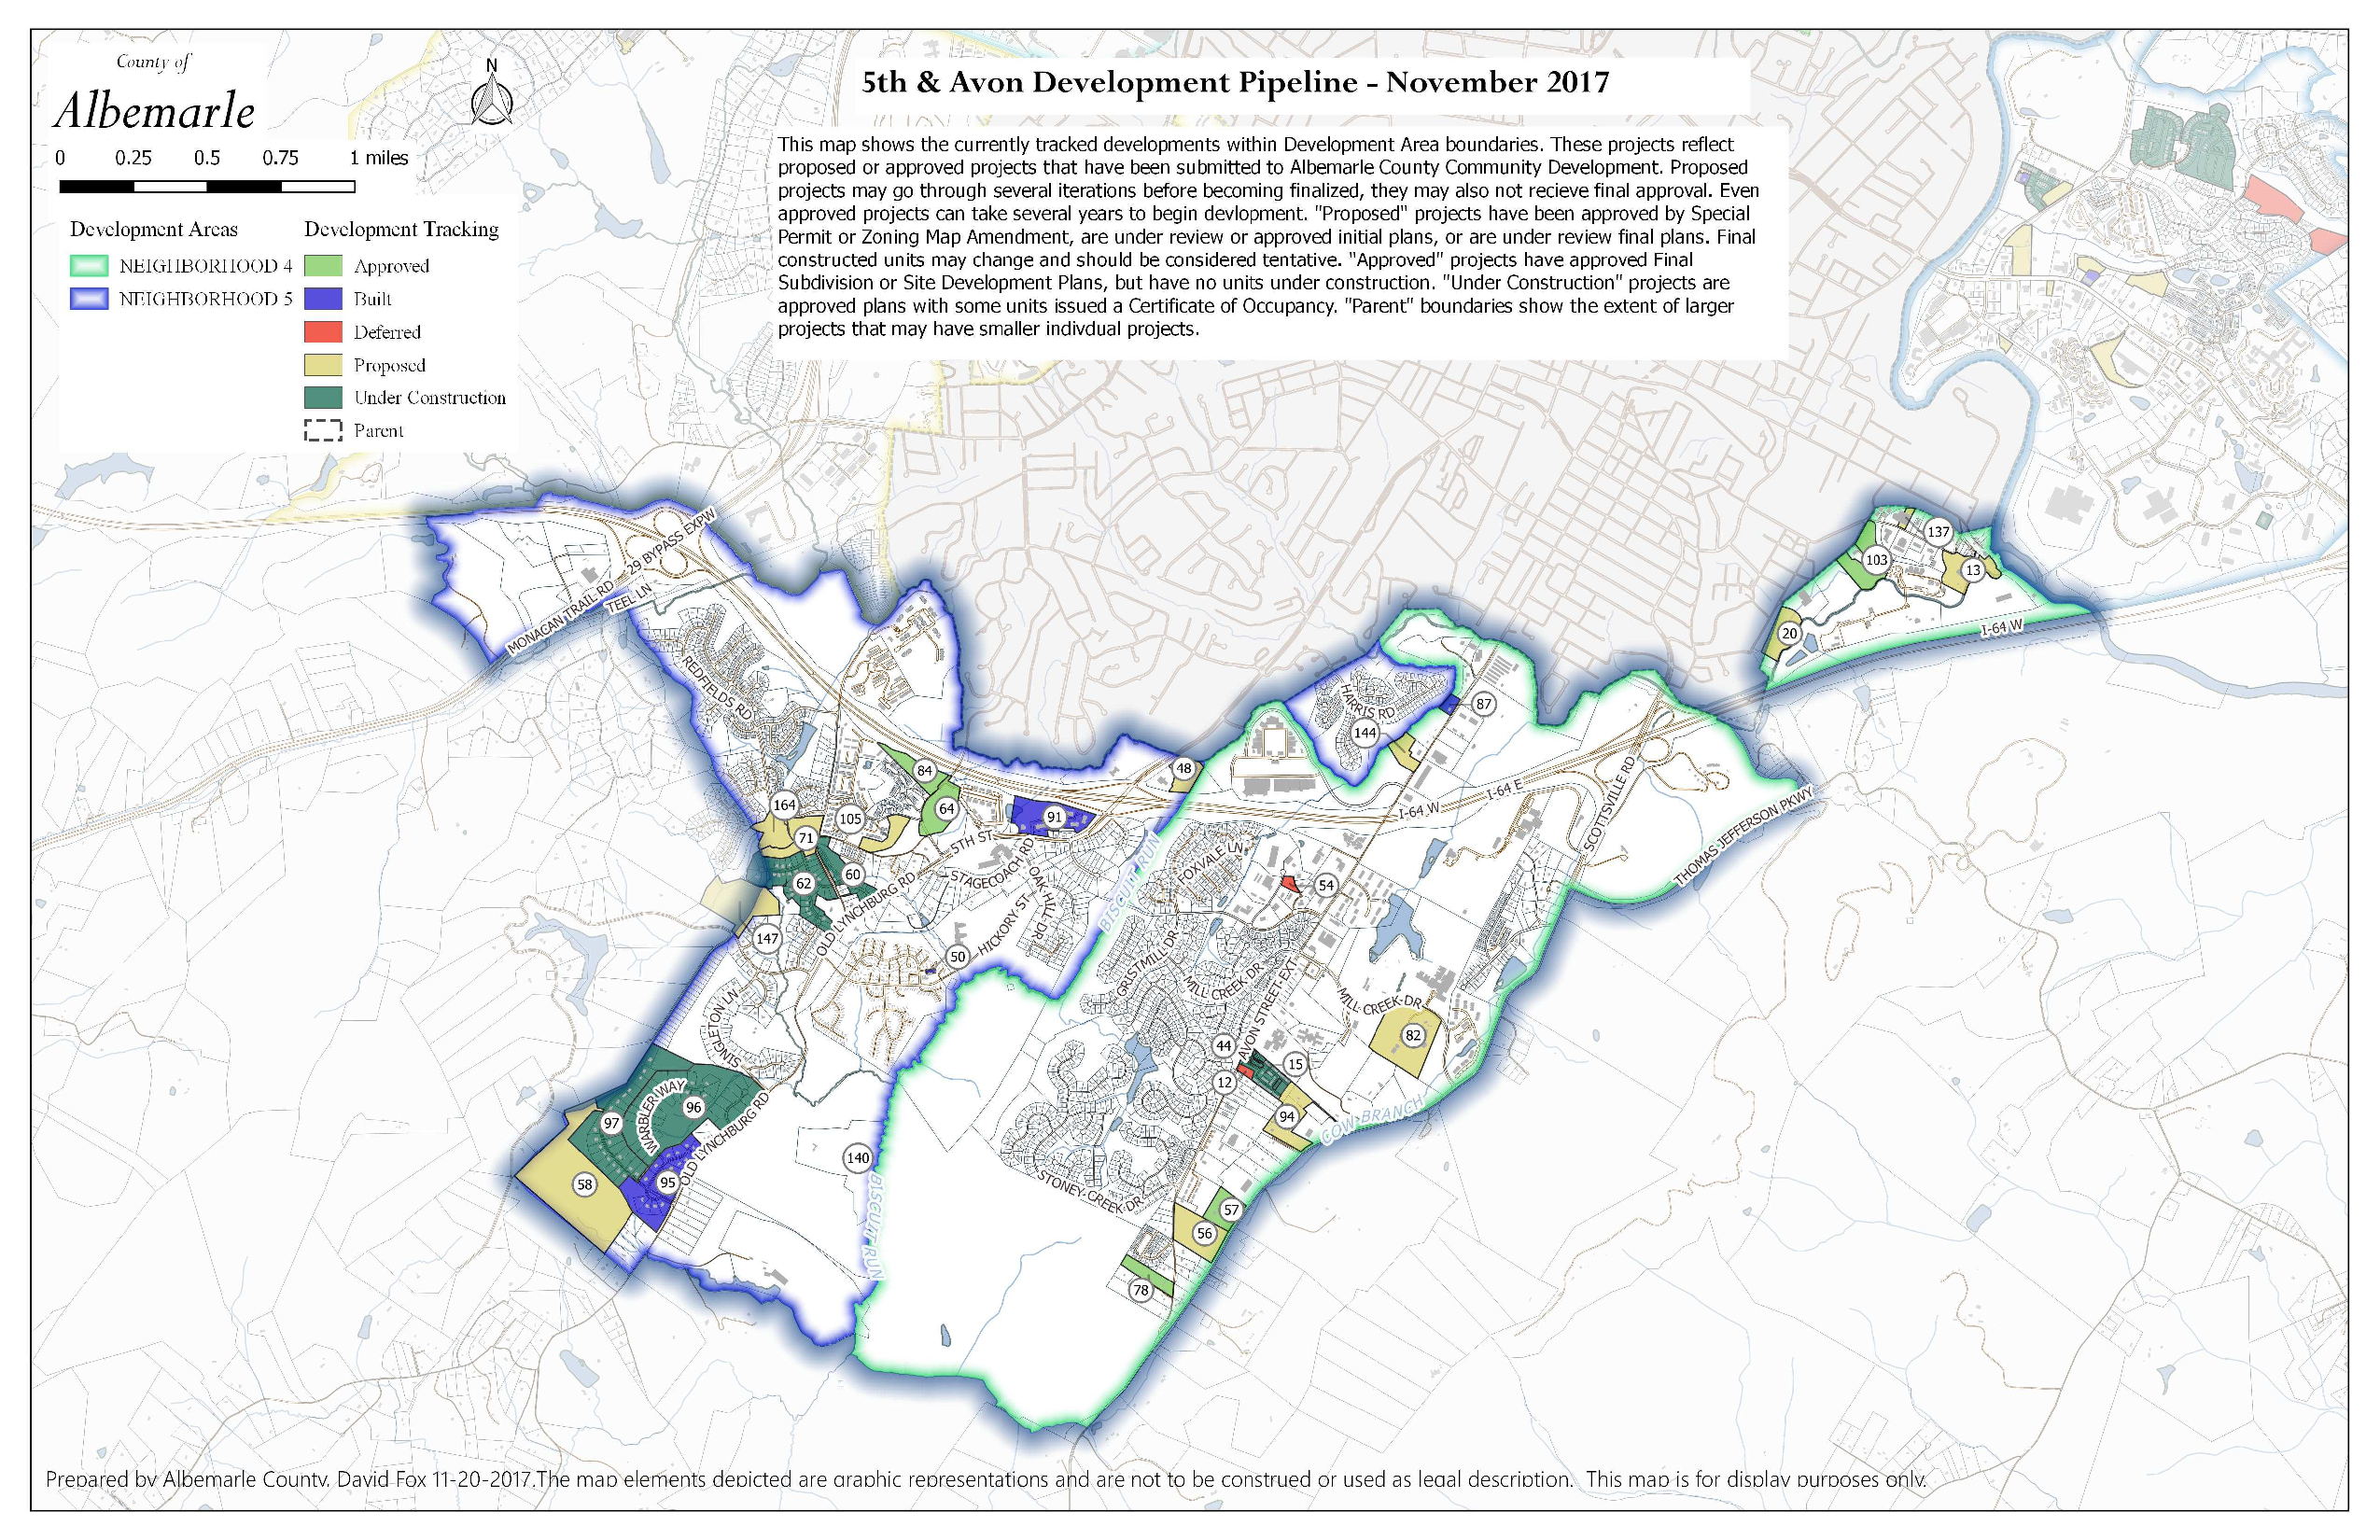 County of
Albemarle
0 0.25 0.5 0.75 1 miles
N
5th & Avon Development Pipeline - November 2017
This map shows the currently tracked developments within Development Area boundaries. These projects reflect
proposed or approved projects that have been submitted to Albemarle County Community Development. Proposed
projects may go through several iterations before becoming finalized, they may also not recieve final approval. Even
approved projects can take several years to begin devlopment. "Proposed" projects have been approved by Special
Permit or Zoning Map Amendment, are under review or approved initial plans, or are under review final plans. Final
constructed units may change and should be considered tentative. "Approved" projects have approved Final
Subdivision or Site Development Plans, but have no units under construction. "Under Construction" projects are
approved plans with some units issued a Certificate of Occupancy. "Parent" boundaries show the extent of larger
projects that may have smaller indivdual projects.
Development Areas
NEIGHBORHOOD 4
NEIGHBORHOOD 5
Development Tracking
Approved
Built
Deferred
Proposed
Under Construction
Parent
29 BYPASS EXPW
MONACAN TRAIL RD
TEEL LN
137
103
13
20
I-64 W
REDFIELDS RD
HARRIS RD
144
87
48
84
64
164
105
71
91
I-64 W
I-64 E
SCOTTSVILLE RD
THOMAS JEFFERSON PKWY
5TH ST
STAGECOACH RD
OAK HILL DR
HICKORY ST
BISCUIT RUN
FOXVALE LN
54
62
60
OLD LYNCHBURG RD
147
50
GRISTMILL DR
MILL CREEK DR
AVON STREET EXT
MILL CREEK DR
82
SINGLETON LN
44
15
12
94
COW BRANCH
WARBLER WAY
96
97
OLD LYNCHBURG RD
95
58
140
BISCUIT RUN
STONEY CREEK DR
57
56
78
Prepared by Albemarle County, David Fox 11-20-2017.The map elements depicted are graphic representations and are not to be construed or used as legal description. This map is for display purposes only.